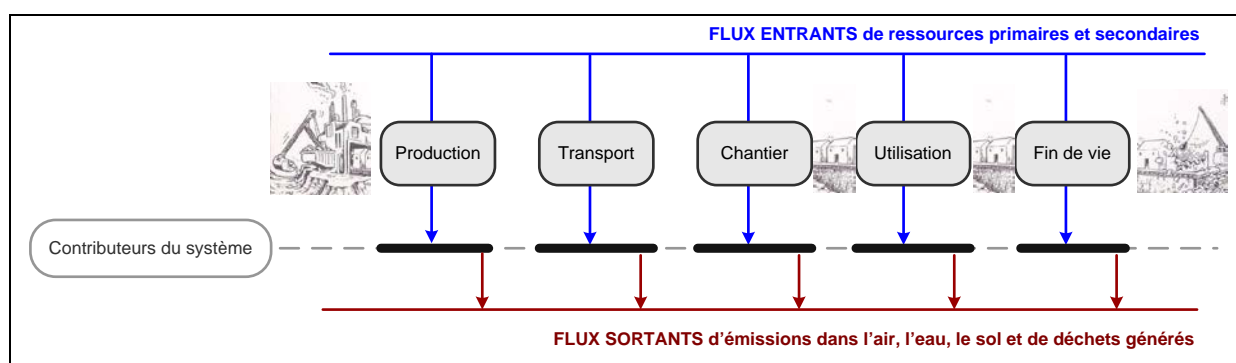 FLUX ENTRANTS de ressources primaires et secondaires
Production
Transport
Chantier
Utilisation
Fin de vie
Contributeurs du système
FLUX SORTANTS d'émissions dans l'air, l'eau, le sol et de déchets générés